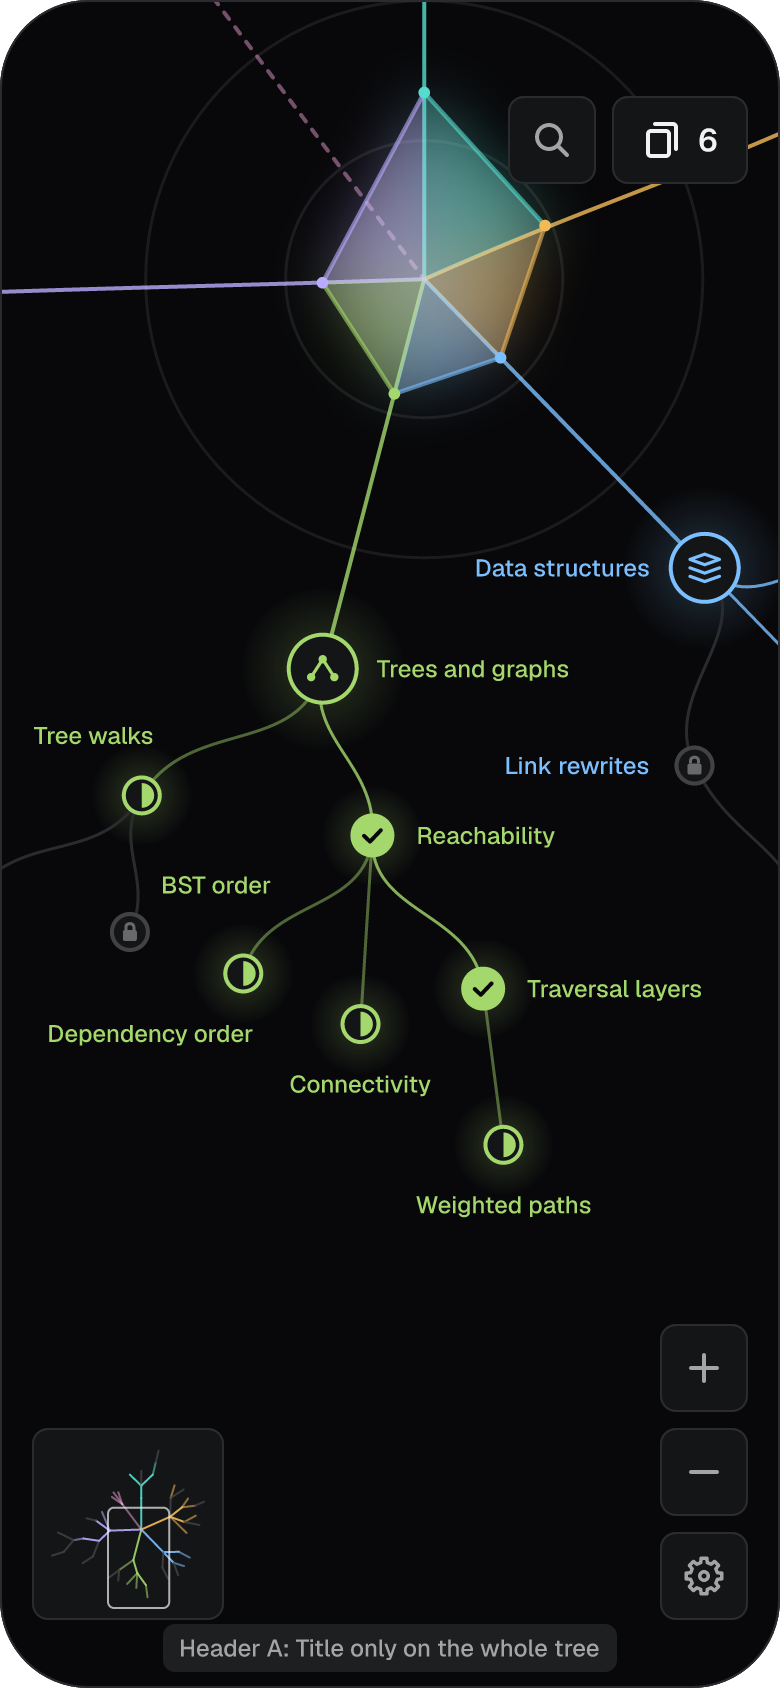 6
Data structures
Trees and graphs
Tree walks
Link rewrites
Reachability
BST order
Traversal layers
Dependency order
Connectivity
Weighted paths
Header A: Title only on the whole tree